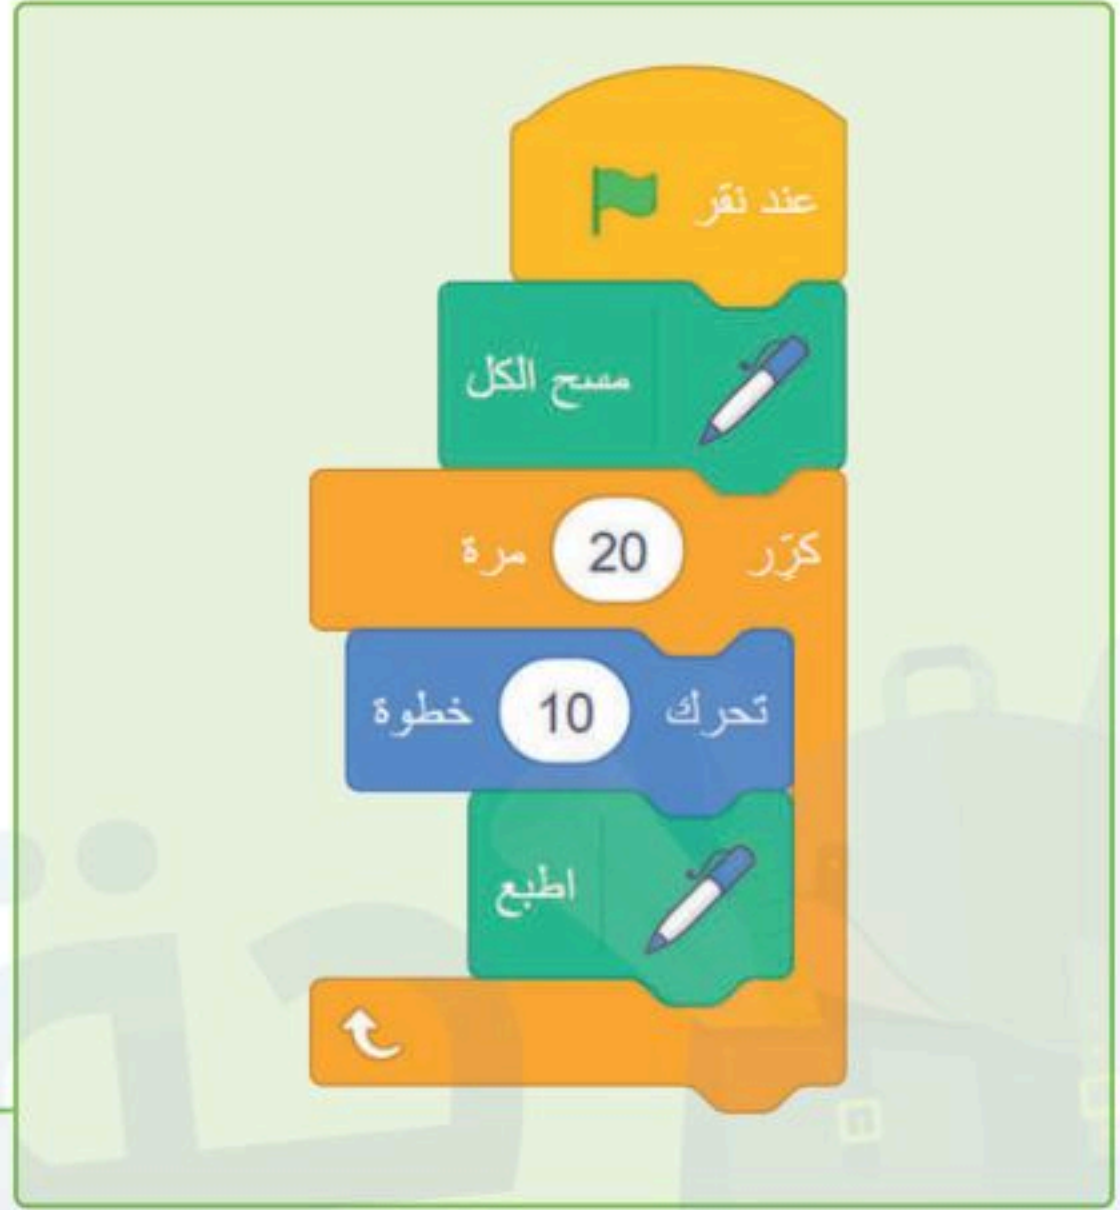 عند نقر
مسح الكل
كرِّر 20 مرة
تحرك 10 خطوة
اطبع